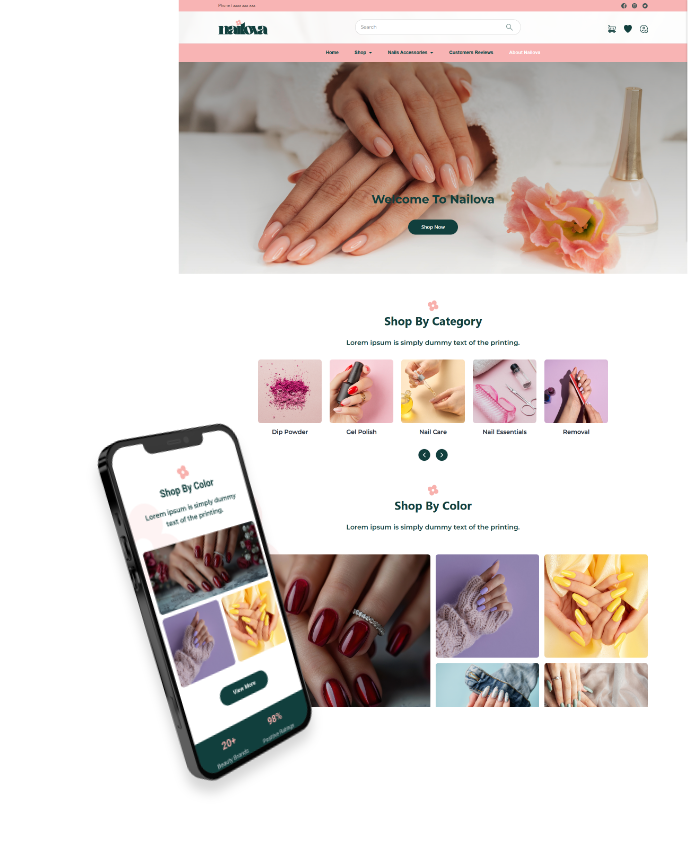 nailova
Search
Home
Shop
Nails Accessories
Customers Reviews
About Nailova
Welcome To Nailova
Shop Now
Shop By Category
Lorem ipsum is simply dummy text of the printing.
Dip Powder
Gel Polish
Nail Care
Nail Essentials
Removal
Shop By Color
Lorem ipsum is simply dummy text of the printing.
Shop By Color
Lorem ipsum is simply dummy
text of the printing.
View More
20+
Beauty Brands
98%
Positive Ratings